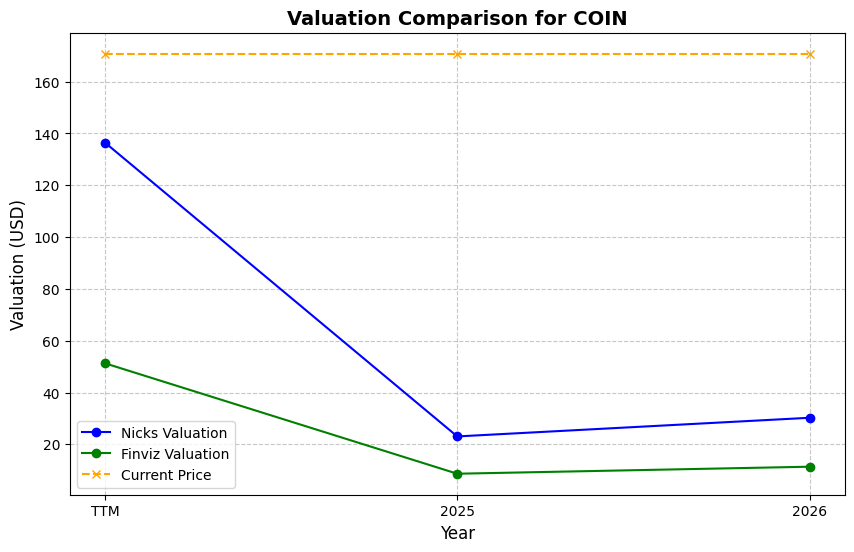 Valuation Comparison for COIN
Valuation (USD)
160
140
120
100
80
60
40
20
Nicks Valuation
Finviz Valuation
Current Price
TTM 2025 2026
Year